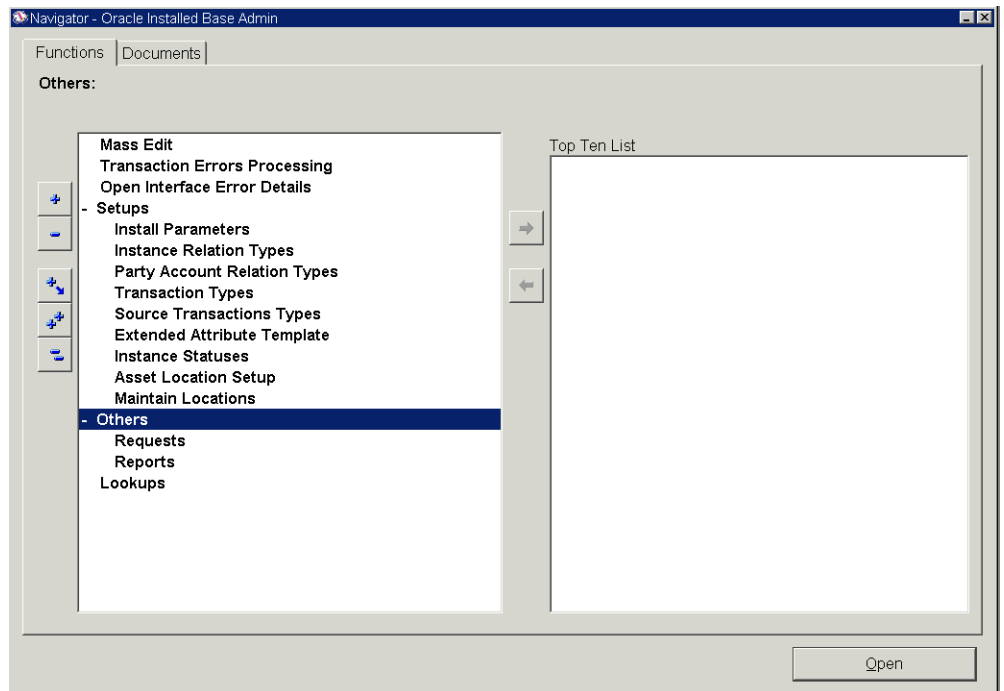 Navigator - Oracle Installed Base Admin
Functions
Documents
Others:
Mass Edit
Transaction Errors Processing
Open Interface Error Details
- Setups
Install Parameters
Instance Relation Types
Party Account Relation Types
Transaction Types
Source Transactions Types
Extended Attribute Template
Instance Statuses
Asset Location Setup
Maintain Locations
- Others
Requests
Reports
Lookups
Top Ten List
Open